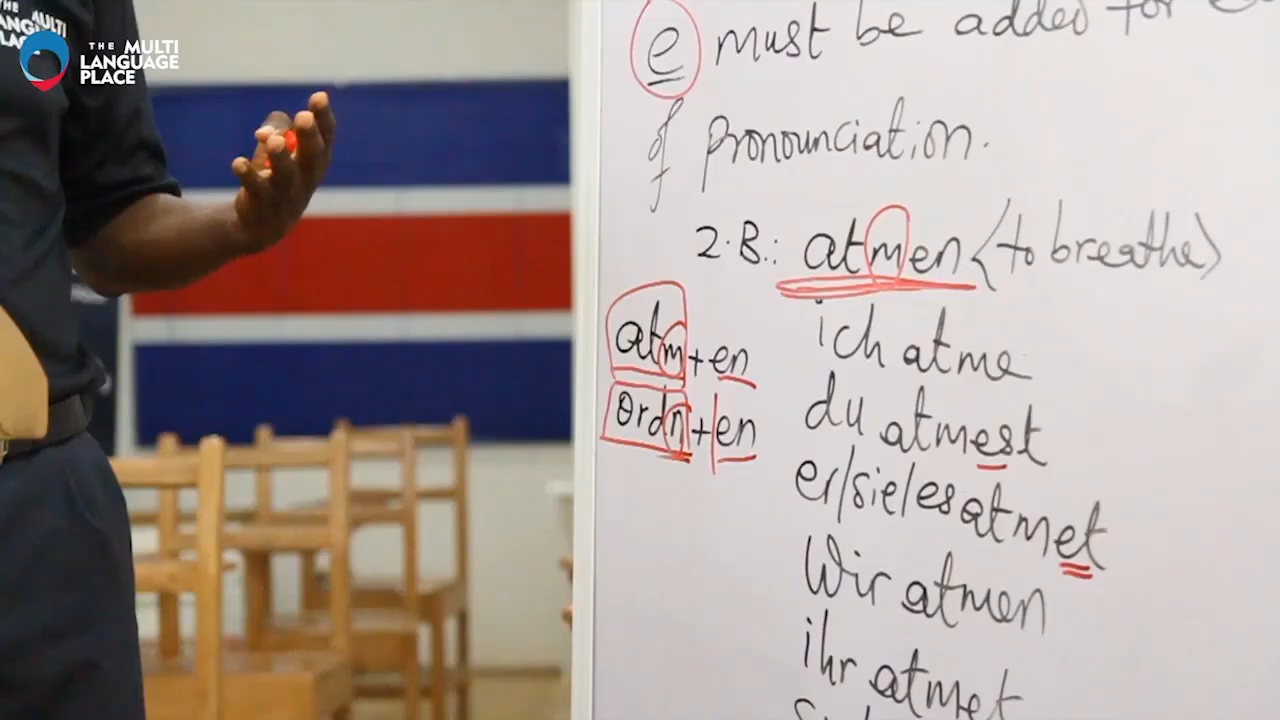 THE MULTI
LANGUAGE
PLACE
e must be added for
of pronounciation.
z.B.: atmen (to breathe)
atm+en
ordn+en
ich atme
du atmest
er/sie/es atmet
Wir atmen
ihr atmet